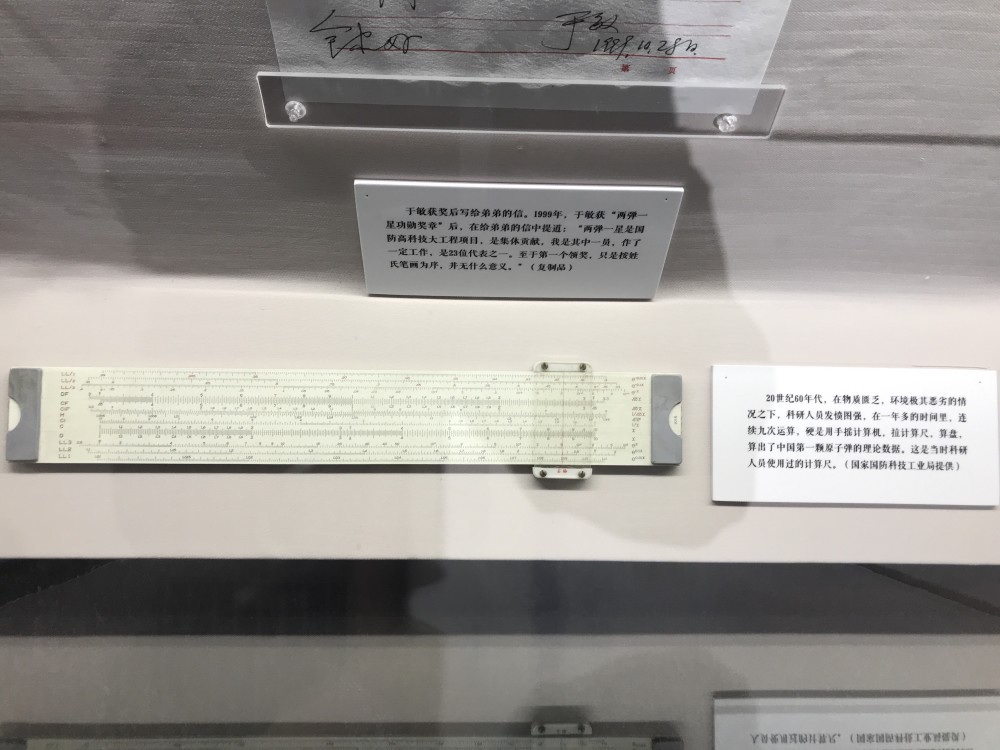 全家好
于敏
1999.10.28日
于敏获奖后写给弟弟的信。1999年，于敏获“两弹一
星功勋奖章”后，在给弟弟的信中提道：“两弹一星是国
防高科技大工程项目，是集体贡献，我是其中一员，作了
一定工作，是23位代表之一。至于第一个领奖，只是按姓
氏笔画为序，并无什么意义。”（复制品）
20世纪60年代，在物质匮乏，环境极其恶劣的情
况之下，科研人员发愤图强，在一年多的时间里，连
续九次运算，硬是用手摇计算机，拉计算尺、算盘，
算出了中国第一颗原子弹的理论数据。这是当时科研
人员使用过的计算尺。（国家国防科技工业局提供）